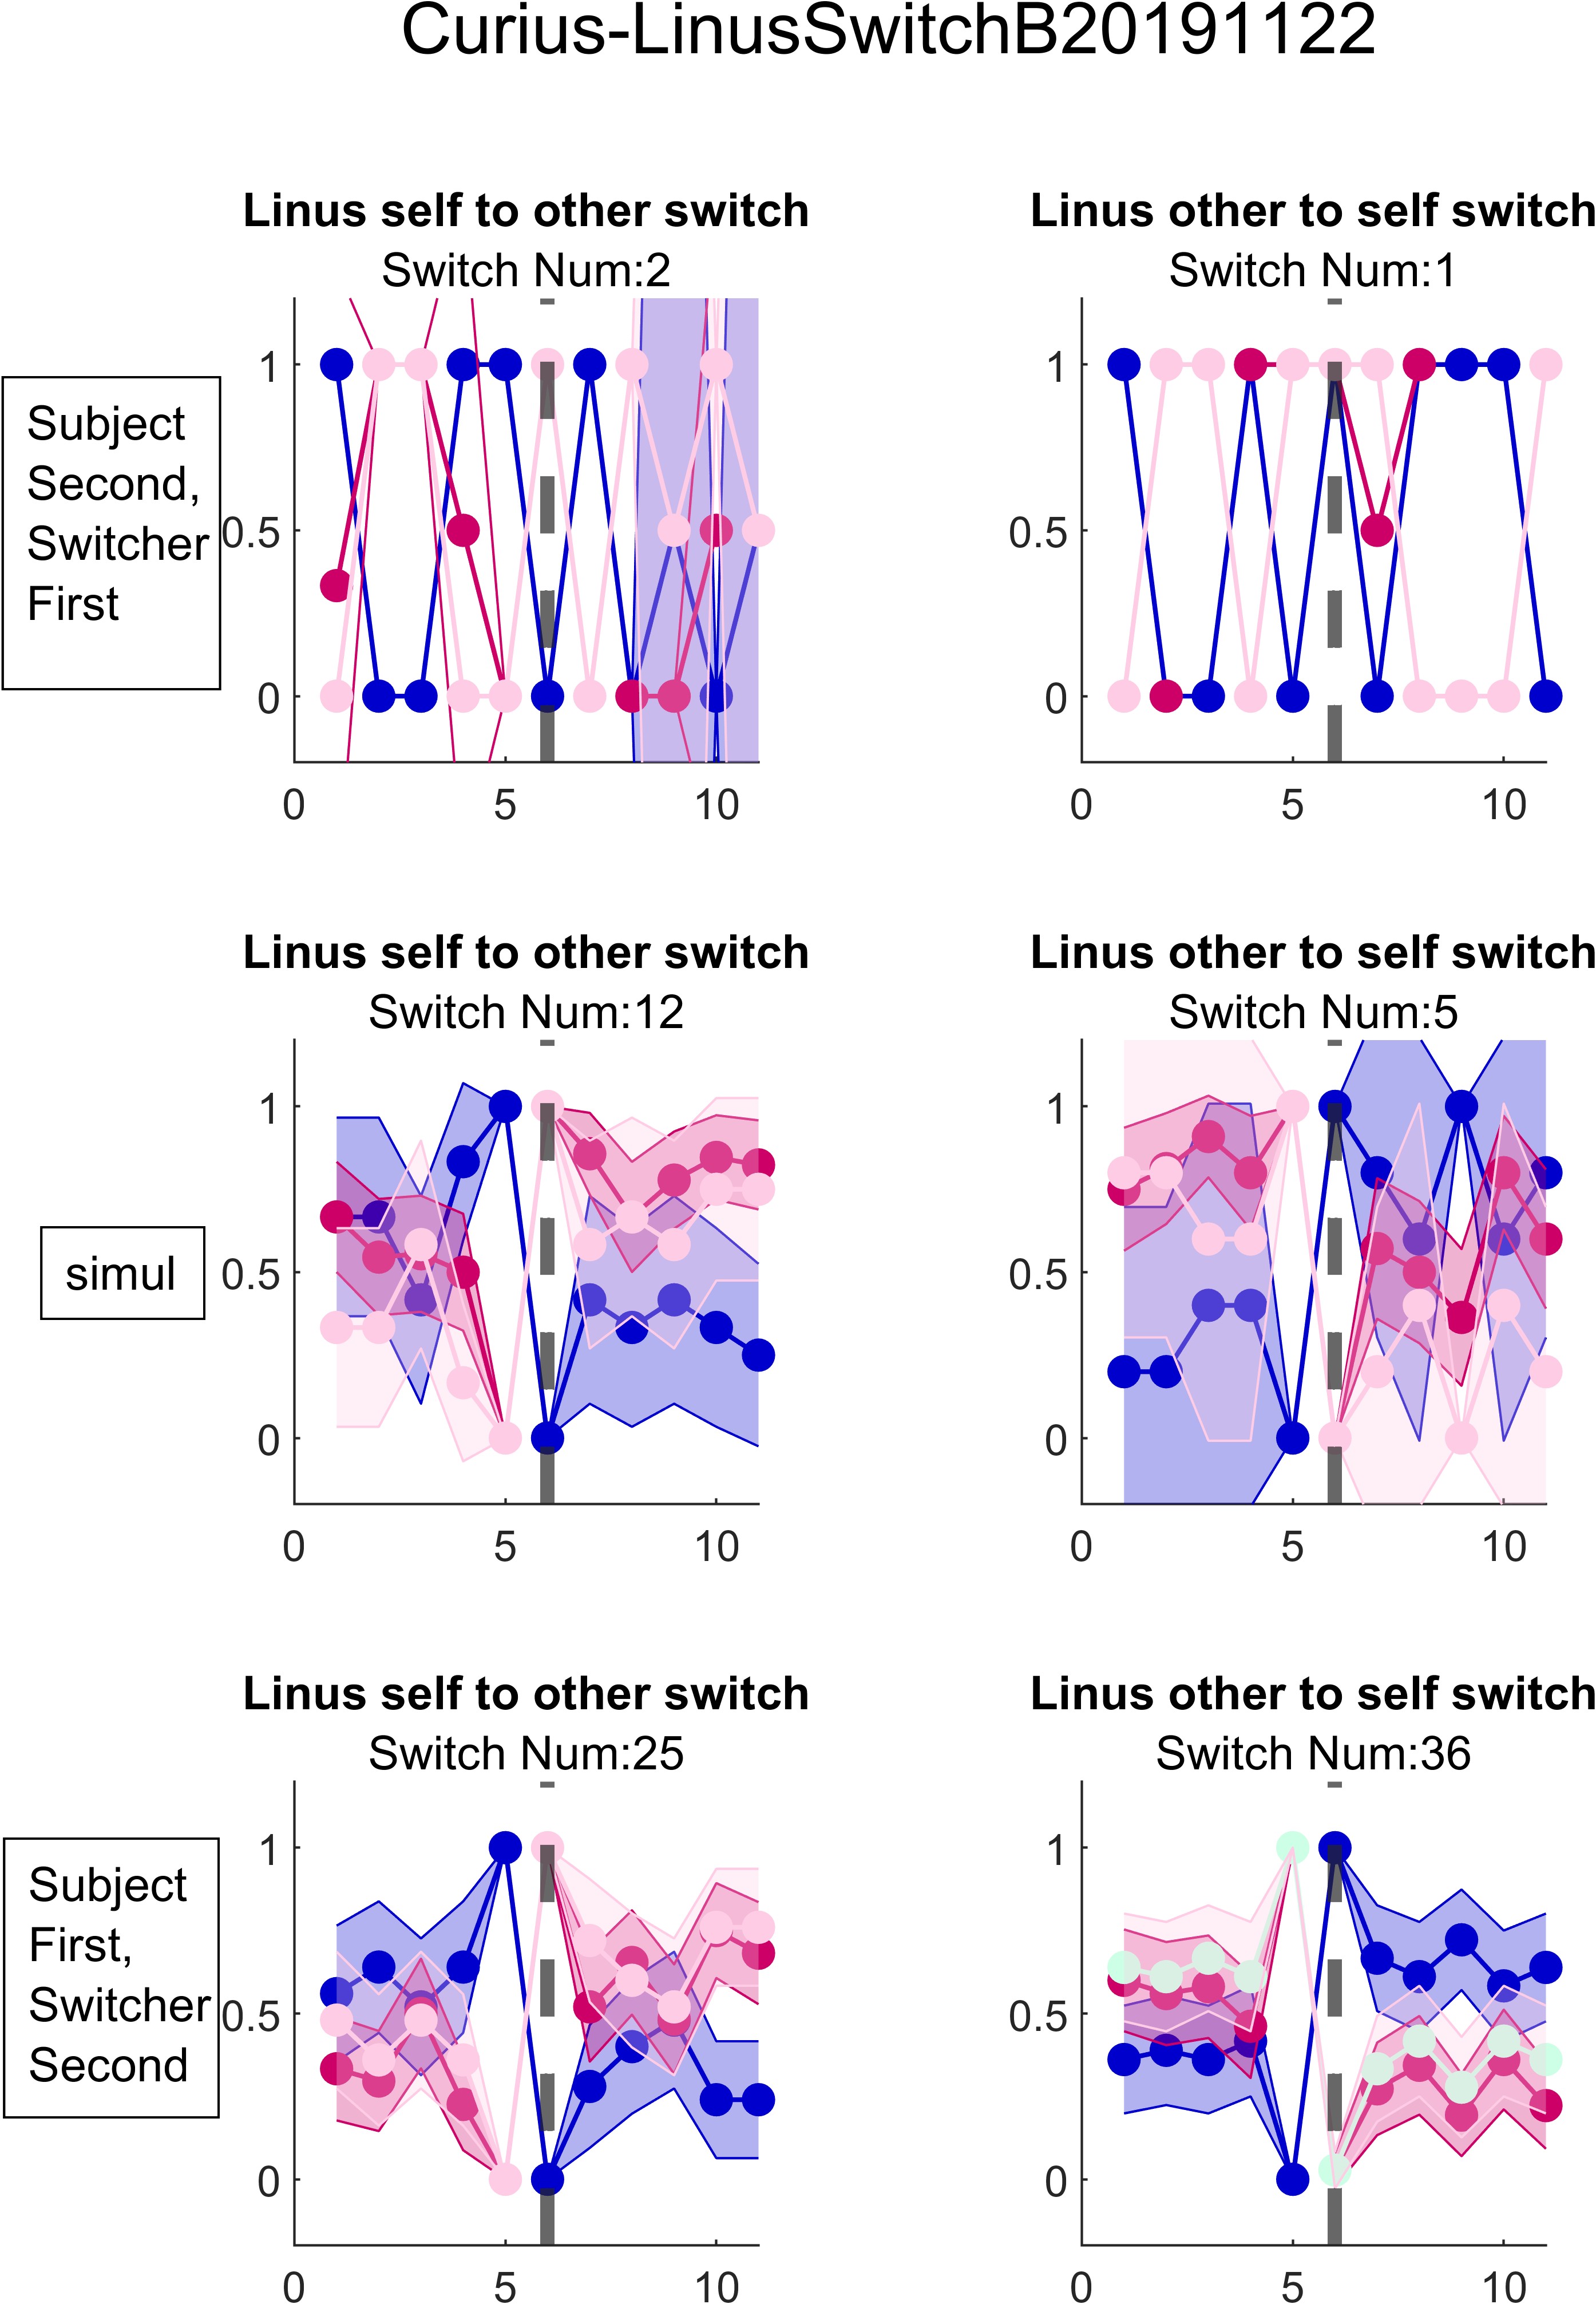 Curius-LinusSwitchB20191122
Linus self to other switch
Switch Num:2
Linus other to self switch
Switch Num:1
Subject
Second,
Switcher
First
1
0.5
0
0 5 10
1
0.5
0
0 5 10
Linus self to other switch
Switch Num:12
Linus other to self switch
Switch Num:5
simul
1
0.5
0
0 5 10
1
0.5
0
0 5 10
Linus self to other switch
Switch Num:25
Linus other to self switch
Switch Num:36
Subject
First,
Switcher
Second
1
0.5
0
0 5 10
1
0.5
0
0 5 10